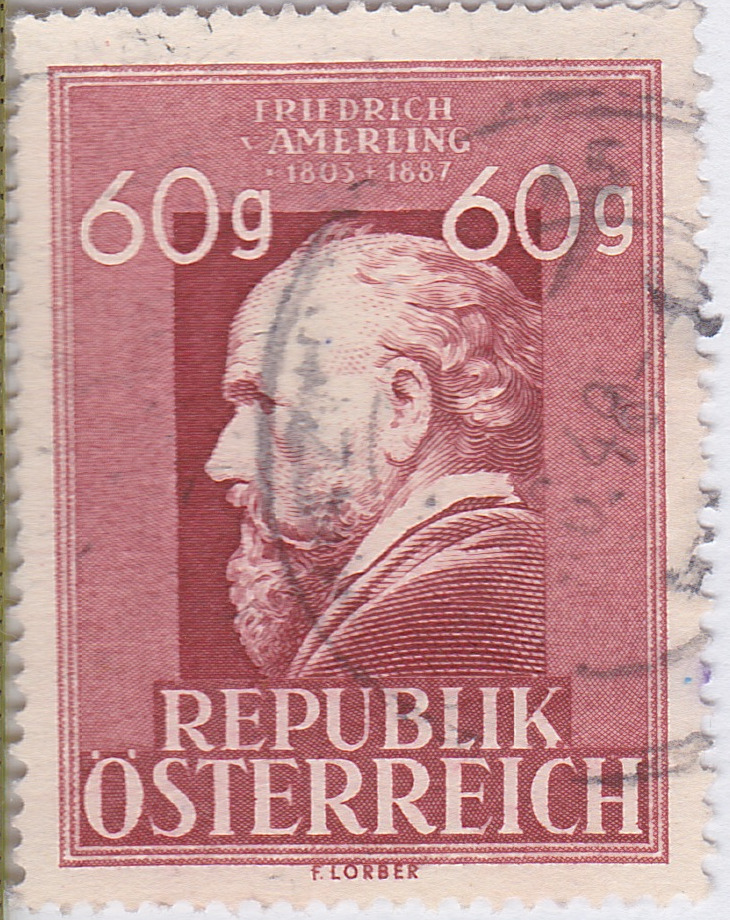 FRIEDRICH
v AMERLING
* 1803 + 1887
60g 60g
REPUBLIK
ÖSTERREICH
F. LORBER